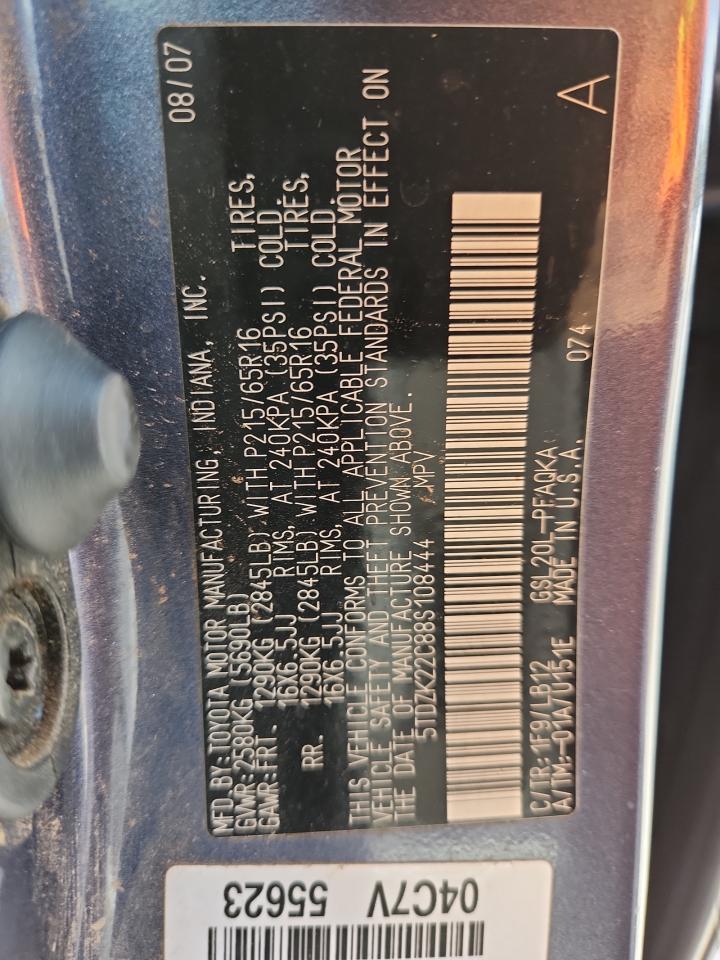 MFD BY:TOYOTA MOTOR MANUFACTURING, INDIANA, INC. 08/07
GVWR:2580KG (5690LB)
GAWR:FRT. 1290KG (2845LB) WITH P215/65R16 TIRES,
16X6.5JJ RIMS, AT 240KPA (35PSI) COLD.
RR. 1290KG (2845LB) WITH P215/65R16 TIRES,
16X6.5JJ RIMS, AT 240KPA (35PSI) COLD.
THIS VEHICLE CONFORMS TO ALL APPLICABLE FEDERAL MOTOR
VEHICLE SAFETY AND THEFT PREVENTION STANDARDS IN EFFECT ON
THE DATE OF MANUFACTURE SHOWN ABOVE.
5TDZK22C88S108444 MPV
C/TR:1F9/LB12 GSL20L-PFAQKA 074
A/TM:-01A/U151E MADE IN U.S.A. A
04C7V 55623